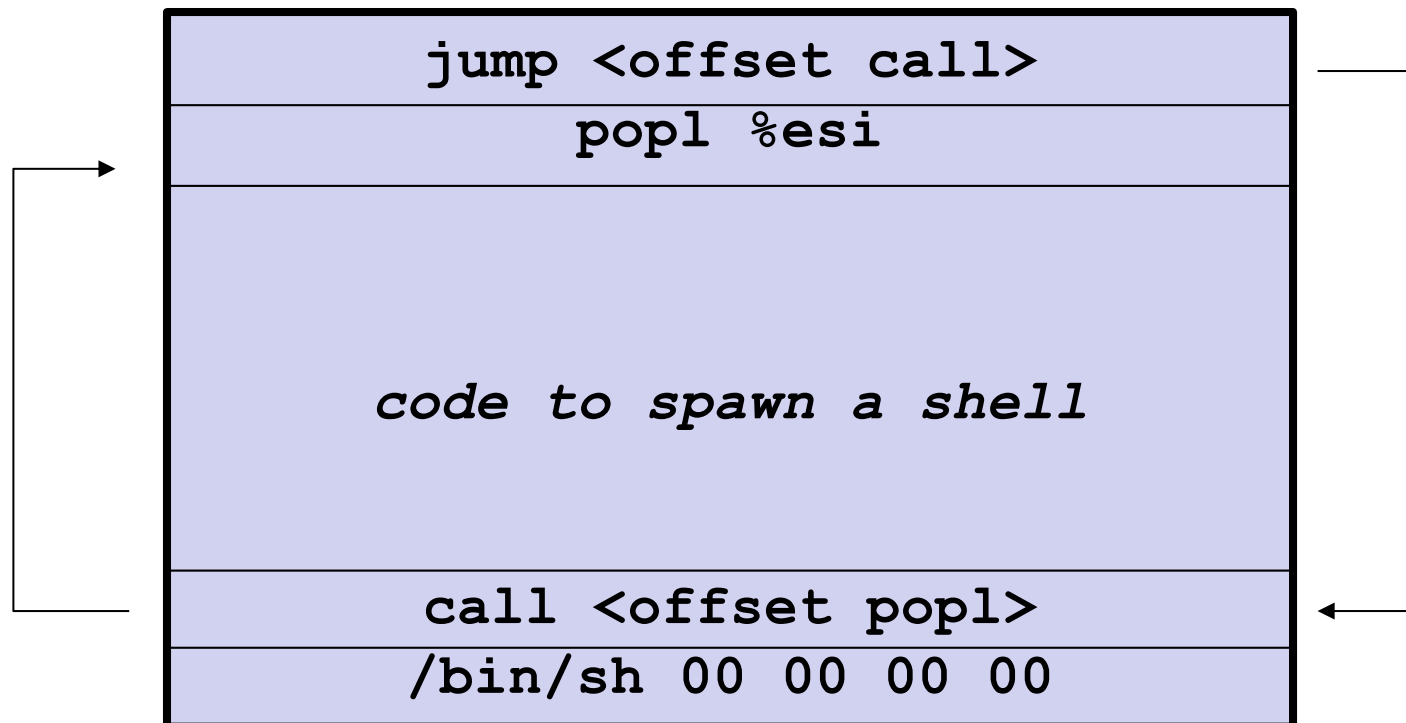 jump <offset call>
popl %esi
code to spawn a shell
call <offset popl>
/bin/sh 00 00 00 00